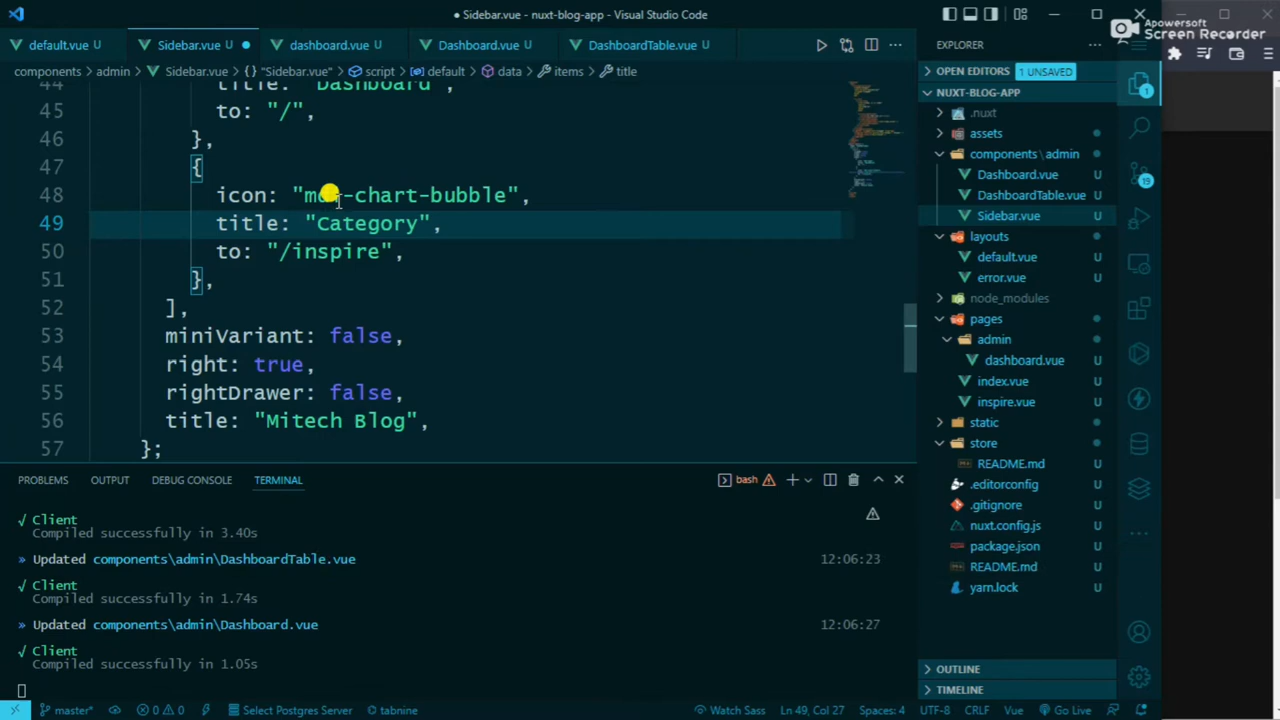 ● Sidebar.vue - nuxt-blog-app - Visual Studio Code
Apowersoft
Screen Recorder
default.vue U
Sidebar.vue U
dashboard.vue U
Dashboard.vue U
DashboardTable.vue U
EXPLORER
components > admin > Sidebar.vue > {} "Sidebar.vue" > script > default > data > items > title
OPEN EDITORS 1 UNSAVED
NUXT-BLOG-APP
.nuxt
assets
components \ admin
Dashboard.vue U
DashboardTable.vue U
Sidebar.vue U
layouts
default.vue U
error.vue U
node_modules
pages
admin
dashboard.vue U
index.vue U
inspire.vue U
static
store
README.md U
.editorconfig U
.gitignore U
nuxt.config.js U
package.json U
README.md U
yarn.lock U
OUTLINE
TIMELINE
1
19
44 title: "Dashboard",
45 to: "/",
46 },
47 {
48 icon: "mdi-chart-bubble",
49 title: "Category",
50 to: "/inspire",
51 },
52 ],
53 miniVariant: false,
54 right: true,
55 rightDrawer: false,
56 title: "Mitech Blog",
57 };
PROBLEMS OUTPUT DEBUG CONSOLE TERMINAL
bash
√ Client
Compiled successfully in 3.40s
» Updated components\admin\DashboardTable.vue 12:06:23
√ Client
Compiled successfully in 1.74s
» Updated components\admin\Dashboard.vue 12:06:27
√ Client
Compiled successfully in 1.05s
master* 0 0 Select Postgres Server tabnine Watch Sass Ln 49, Col 27 Spaces: 4 UTF-8 CRLF Vue Go Live